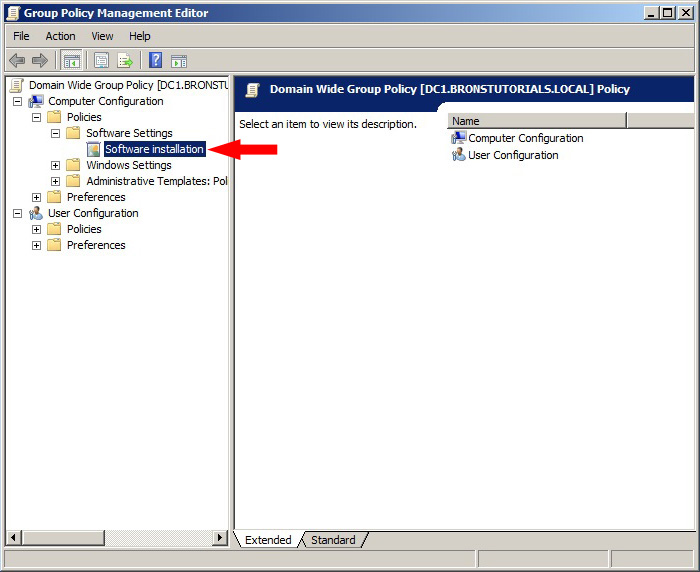 Group Policy Management Editor
File Action View Help
Domain Wide Group Policy [DC1.BRONSTU
Computer Configuration
Policies
Software Settings
Software installation
Windows Settings
Administrative Templates: Pol
Preferences
User Configuration
Policies
Preferences
Domain Wide Group Policy [DC1.BRONSTUTORIALS.LOCAL] Policy
Select an item to view its description.
Name
Computer Configuration
User Configuration
Extended Standard